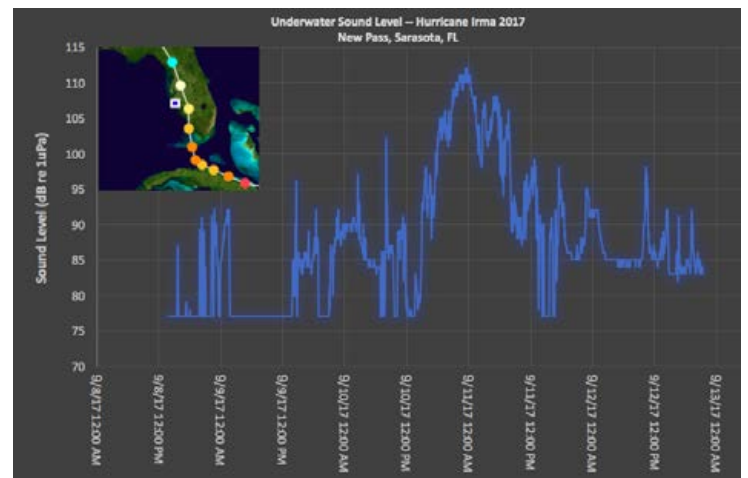 Underwater Sound Level -- Hurricane Irma 2017
New Pass, Sarasota, FL
Sound Level (dB re 1uPa)
115
110
105
100
95
90
85
80
75
70
9/8/17 12:00 AM
9/8/17 12:00 PM
9/9/17 12:00 AM
9/9/17 12:00 PM
9/10/17 12:00 AM
9/10/17 12:00 PM
9/11/17 12:00 AM
9/11/17 12:00 PM
9/12/17 12:00 AM
9/12/17 12:00 PM
9/13/17 12:00 AM